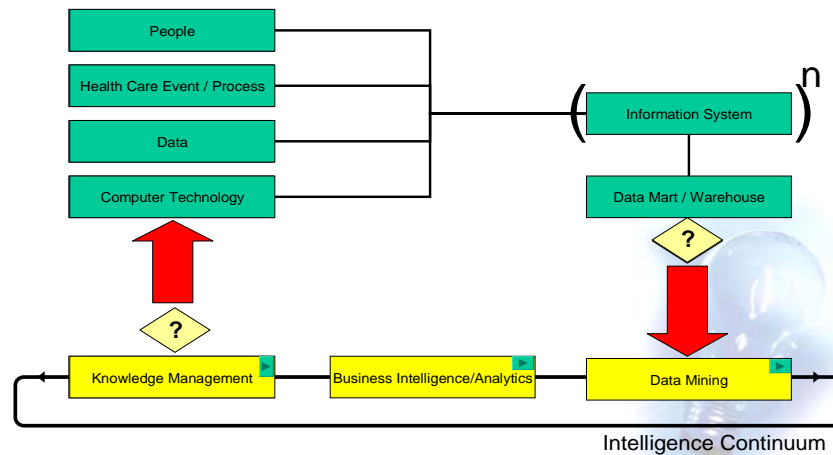 People
Health Care Event / Process
Data
Computer Technology
( Information System )n
Data Mart / Warehouse
?
?
Knowledge Management
Business Intelligence/Analytics
Data Mining
Intelligence Continuum